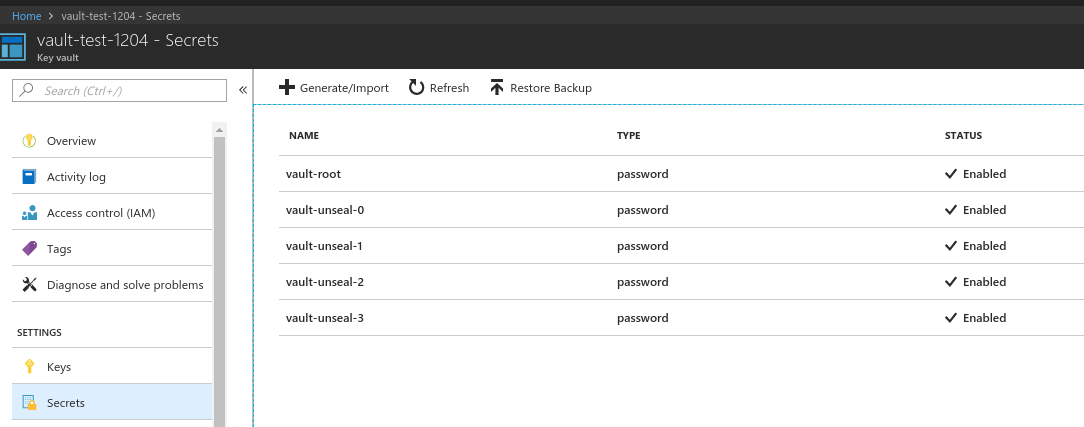 Home > vault-test-1204 - Secrets
vault-test-1204 - Secrets
Key vault
Search (Ctrl+/)
«
Overview
Activity log
Access control (IAM)
Tags
Diagnose and solve problems
SETTINGS
Keys
Secrets
Generate/Import Refresh Restore Backup
NAME TYPE STATUS
vault-root password Enabled
vault-unseal-0 password Enabled
vault-unseal-1 password Enabled
vault-unseal-2 password Enabled
vault-unseal-3 password Enabled